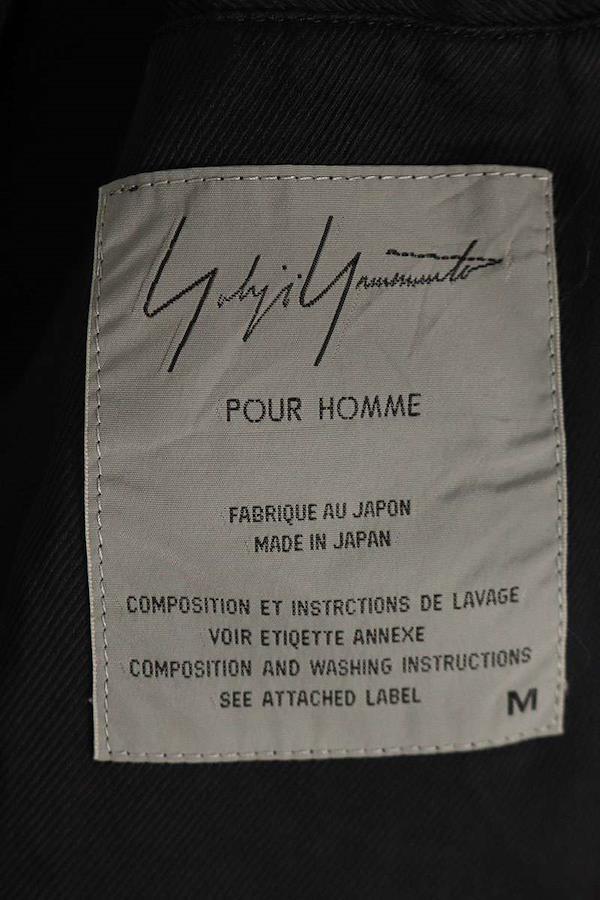 Yohji Yamamoto
POUR HOMME
FABRIQUE AU JAPON
MADE IN JAPAN
COMPOSITION ET INSTRCTIONS DE LAVAGE
VOIR ETIQETTE ANNEXE
COMPOSITION AND WASHING INSTRUCTIONS
SEE ATTACHED LABEL
M